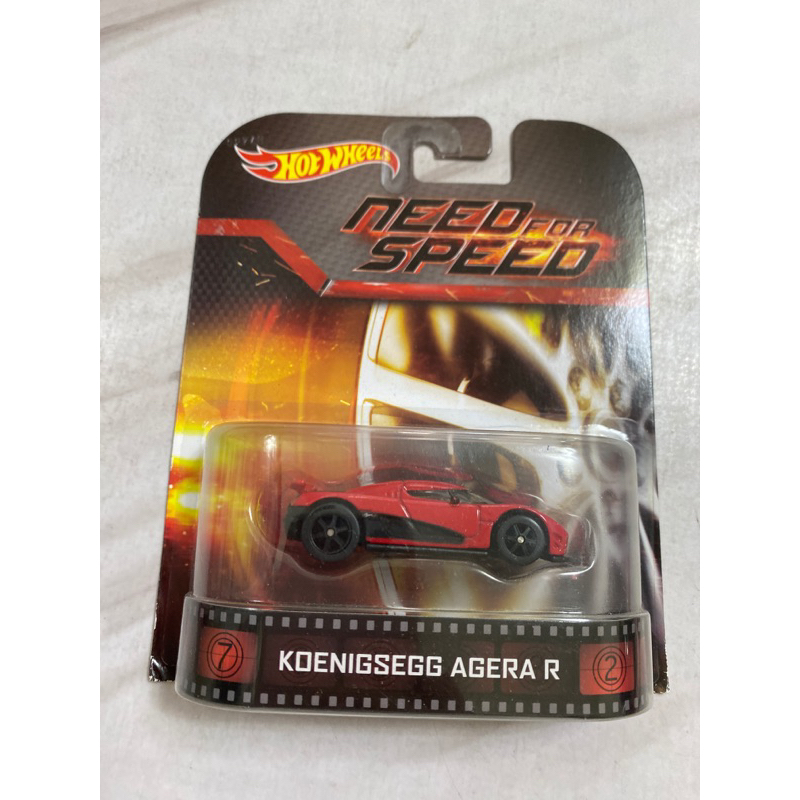 HOT WHEELS
NEED FOR
SPEED
7 KOENIGSEGG AGERA R 2